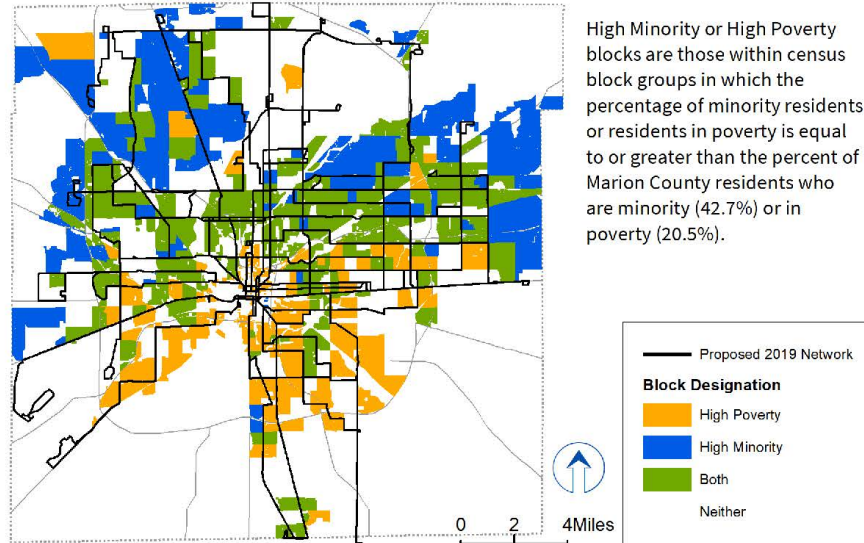 High Minority or High Poverty
blocks are those within census
block groups in which the
percentage of minority residents
or residents in poverty is equal
to or greater than the percent of
Marion County residents who
are minority (42.7%) or in
poverty (20.5%).
Proposed 2019 Network
Block Designation
High Poverty
High Minority
Both
Neither
0 2 4Miles